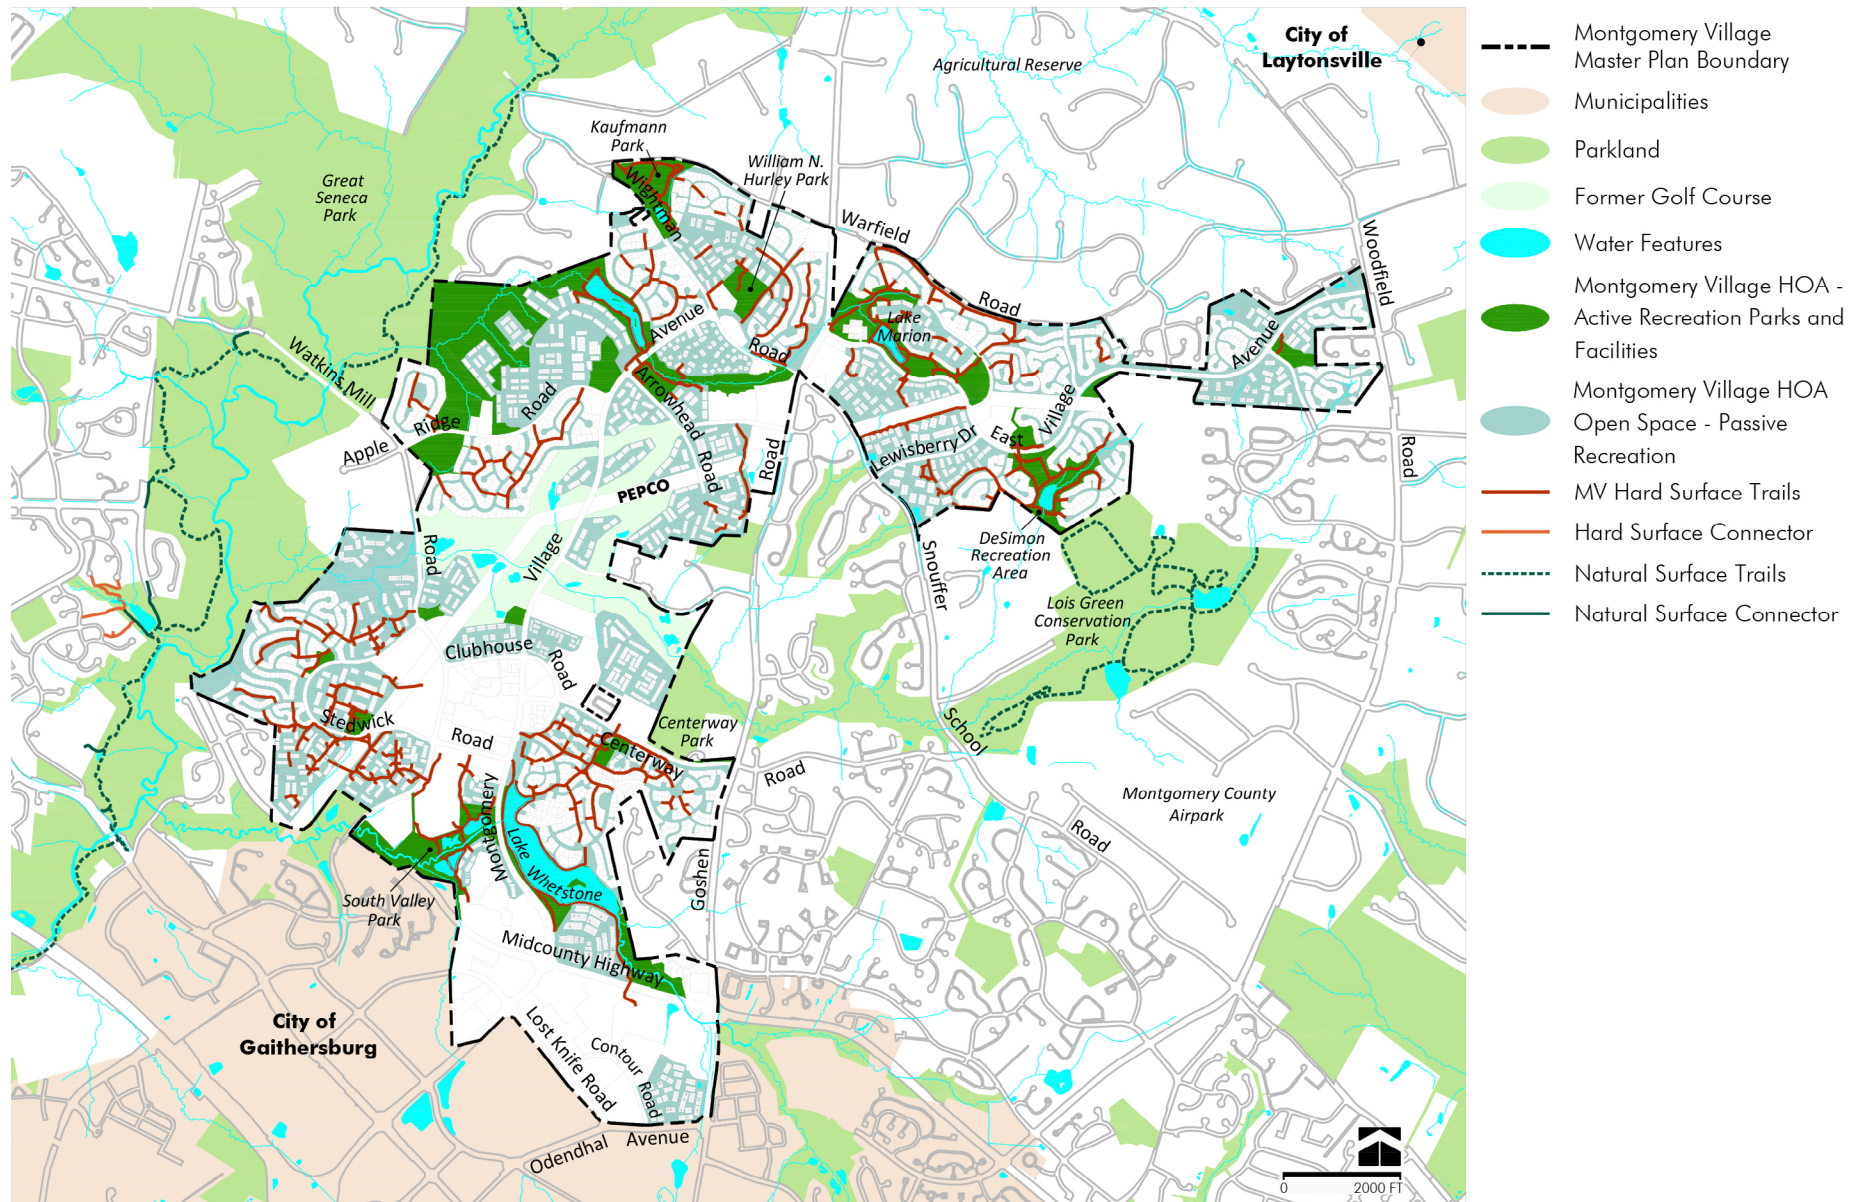 City of
Laytonsville
Agricultural Reserve
Kaufmann
Park
William N.
Hurley Park
Great
Seneca
Park
Wightman
Warfield
Woodfield
Road
Lake
Marion
Avenue
Road
Avenue
Watkins Mill
Arrowhead
Road
Ridge
Apple
Village
East
Lewisberry Dr
Road
Road
Road
PEPCO
Road
Village
DeSimon
Recreation
Area
Snouffer
Lois Green
Conservation
Park
Clubhouse
Road
Stedwick
Road
Centerway
Park
Centerway
School
Road
Montgomery
Montgomery County
Airpark
Road
Lake
Whetstone
Goshen
South Valley
Park
Midcounty Highway
City of
Gaithersburg
Lost Knife Road
Contour
Road
Odendhal
Avenue
0
2000 FT
Montgomery Village
Master Plan Boundary
Municipalities
Parkland
Former Golf Course
Water Features
Montgomery Village HOA -
Active Recreation Parks and
Facilities
Montgomery Village HOA
Open Space - Passive
Recreation
MV Hard Surface Trails
Hard Surface Connector
Natural Surface Trails
Natural Surface Connector